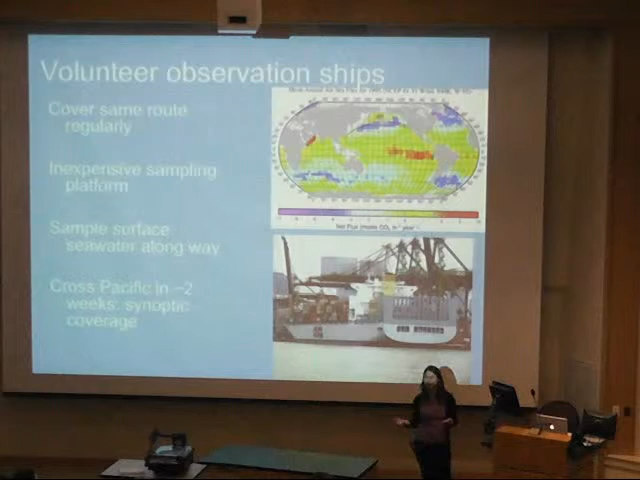 Volunteer observation ships
Cover same route
regularly
Inexpensive sampling
platform
Sample surface
seawater along way
Cross Pacific in ~2
weeks: synoptic
coverage